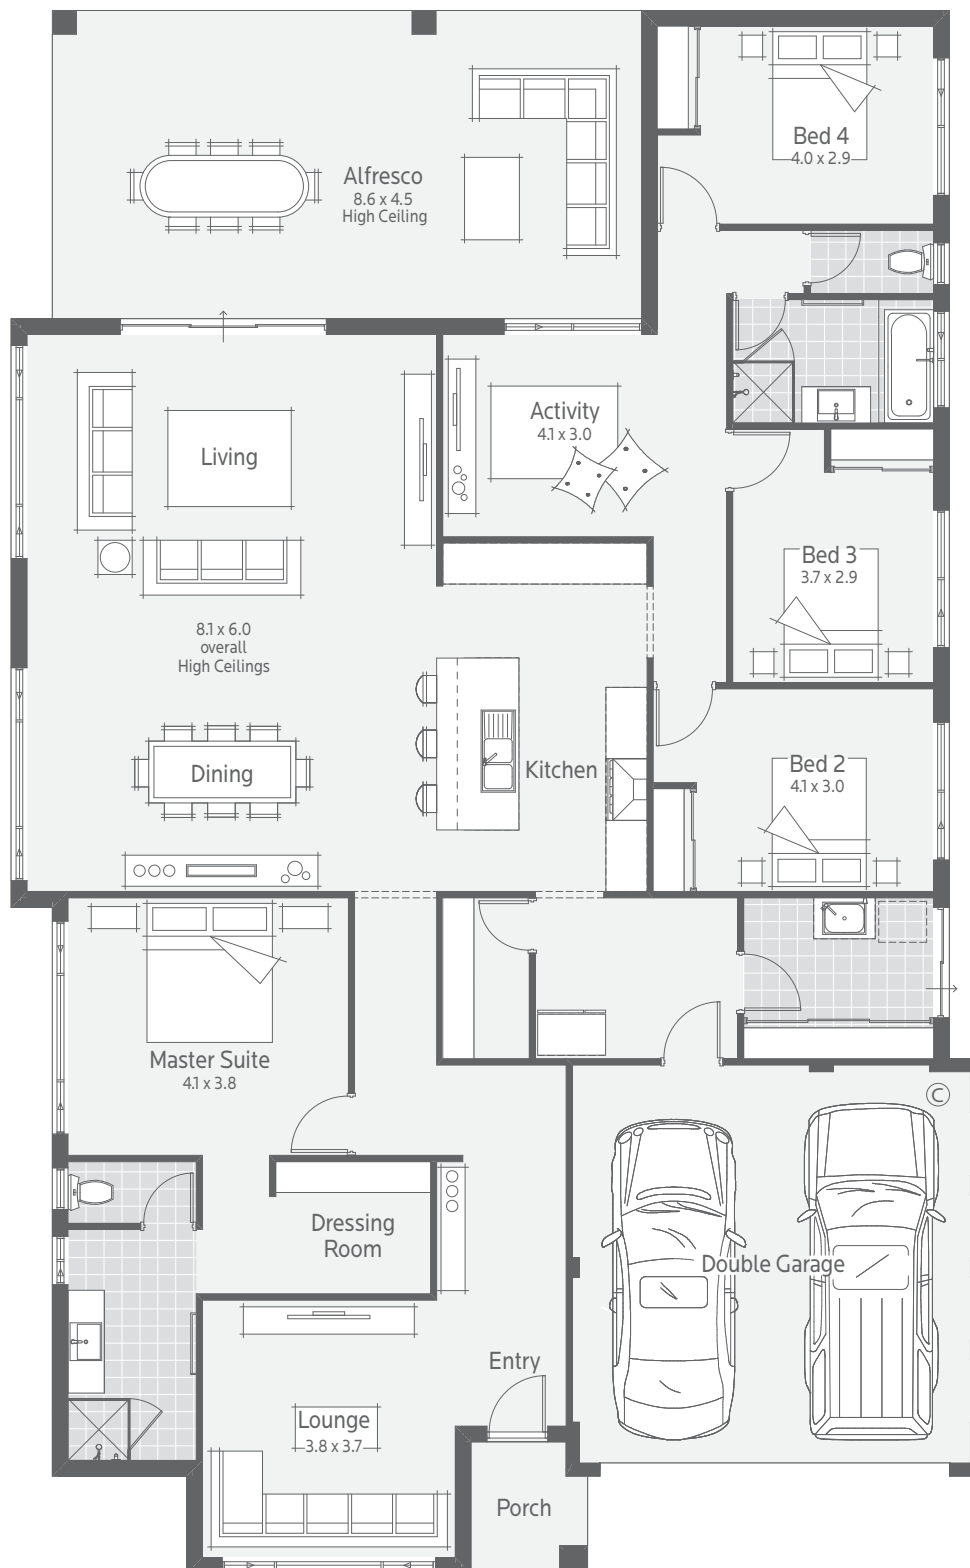 Bed 4
4.0 x 2.9
Alfresco
8.6 x 4.5
High Ceiling
Activity
4.1 x 3.0
Living
Bed 3
3.7 x 2.9
8.1 x 6.0
overall
High Ceilings
Dining
Kitchen
Bed 2
4.1 x 3.0
Master Suite
4.1 x 3.8
C
Dressing
Room
Double Garage
Entry
Lounge
3.8 x 3.7
Porch